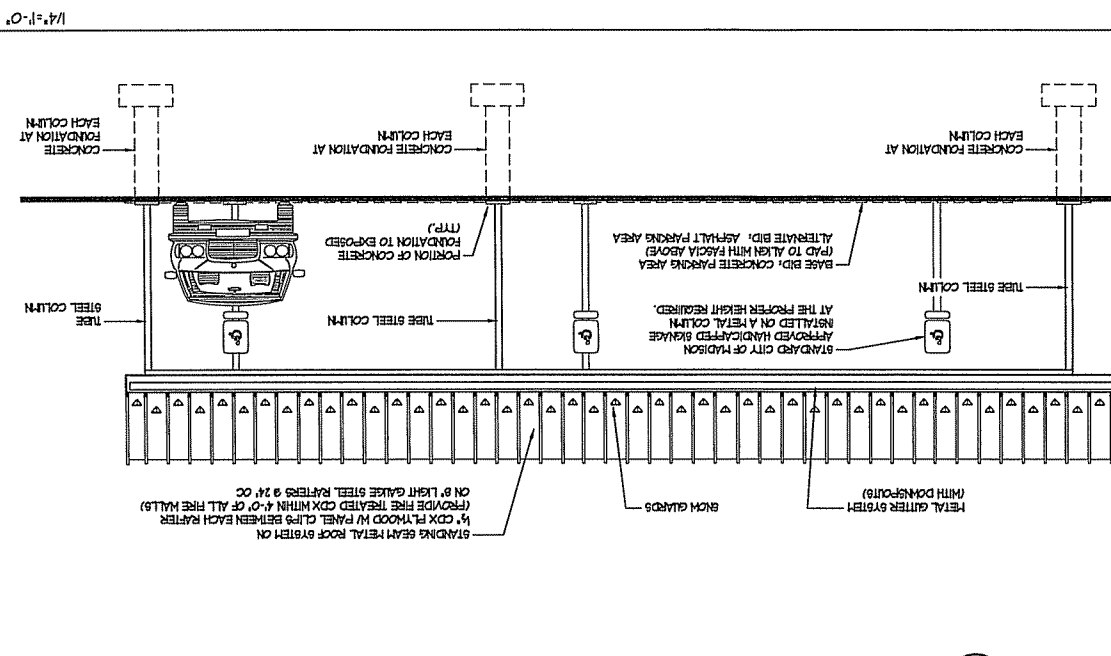 METAL GUTTER SYSTEM
(WITH DOWNSPOUTS)
SNOW GUARDS
STANDING SEAM METAL ROOF SYSTEM ON
½" CDX PLYWOOD W/ PANEL CLIPS BETWEEN EACH RAFTER
(PROVIDE FIRE TREATED CDX WITHIN 4'-0" OF ALL FIRE WALLS)
ON 8" LIGHT GAUGE STEEL RAFTERS @ 24" OC
STANDARD CITY OF MADISON
APPROVED HANDICAPPED SIGNAGE
INSTALLED ON A METAL COLUMN
AT THE PROPER HEIGHT REQUIRED.
TUBE STEEL COLUMN
TUBE STEEL COLUMN
TUBE
STEEL COLUMN
BASE BID: CONCRETE PARKING AREA
(PAD TO ALIGN WITH FASCIA ABOVE)
ALTERNATE BID: ASPHALT PARKING AREA
PORTION OF CONCRETE
FOUNDATION TO EXPOSED
(TYP.)
CONCRETE FOUNDATION AT
EACH COLUMN
CONCRETE FOUNDATION AT
EACH COLUMN
CONCRETE
FOUNDATION AT
EACH COLUMN
1/4"=1'-0"